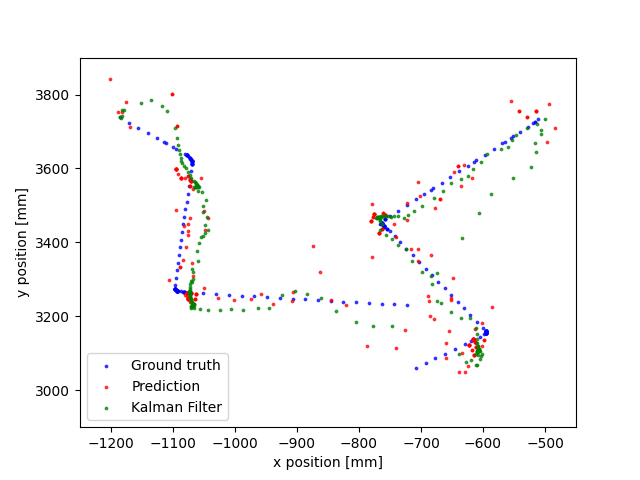 3800
3600
3400
3200
3000
y position [mm]
Ground truth
Prediction
Kalman Filter
−1200 −1100 −1000 −900 −800 −700 −600 −500
x position [mm]